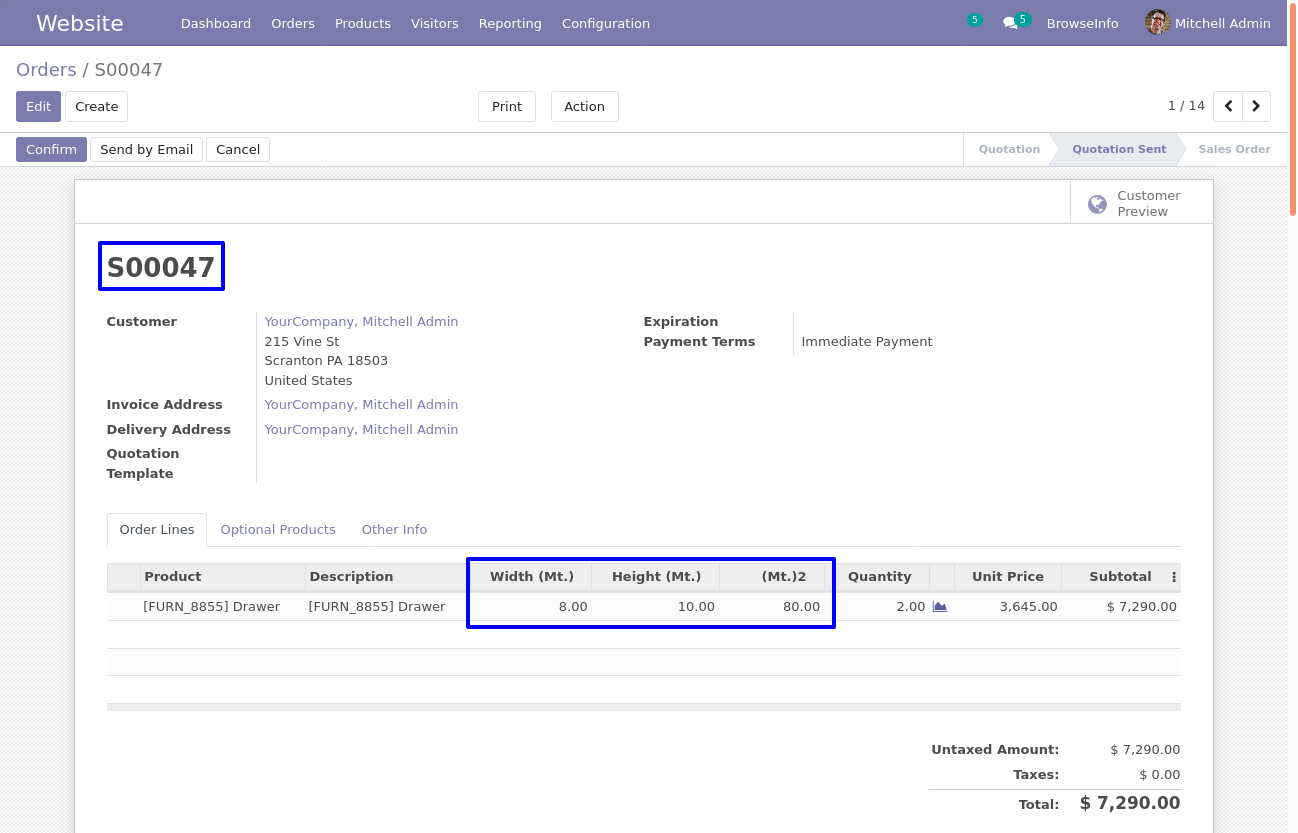 Website Dashboard Orders Products Visitors Reporting Configuration 5 5 BrowseInfo Mitchell Admin
Orders / S00047
Edit Create Print Action 1 / 14
Confirm Send by Email Cancel Quotation Quotation Sent Sales Order
Customer
Preview
S00047
Customer YourCompany, Mitchell Admin Expiration
215 Vine St Payment Terms Immediate Payment
Scranton PA 18503
United States
Invoice Address YourCompany, Mitchell Admin
Delivery Address YourCompany, Mitchell Admin
Quotation
Template
Order Lines Optional Products Other Info
Product Description Width (Mt.) Height (Mt.) (Mt.)2 Quantity Unit Price Subtotal
[FURN_8855] Drawer [FURN_8855] Drawer 8.00 10.00 80.00 2.00 3,645.00 $ 7,290.00
Untaxed Amount: $ 7,290.00
Taxes: $ 0.00
Total: $ 7,290.00